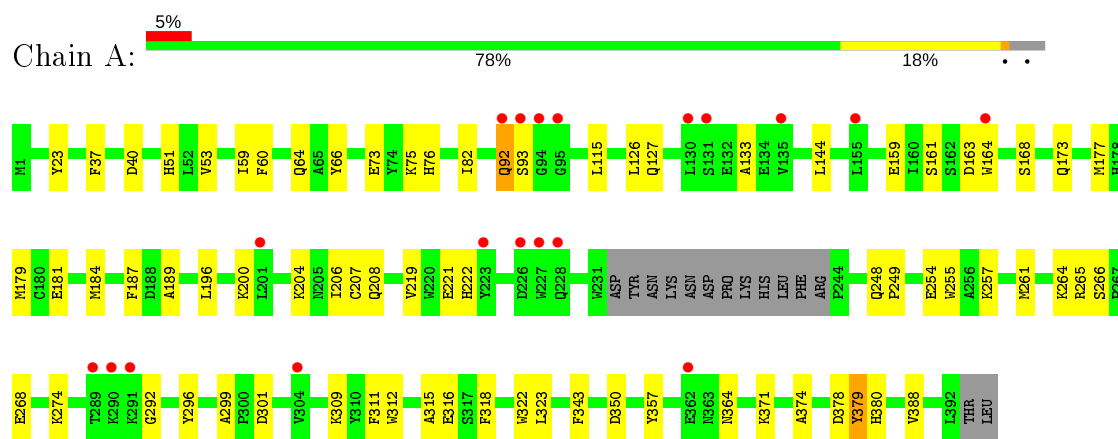 5%
Chain A:
78%
18%
M1 Y23 F37 D40 H51 L52 V53 I59 F60 Q64 A65 Y66 E73 Y74 K75 H76 I82 Q92 S93 G94 G95 L115 L126 Q127 L130 S131 E132 A133 E134 V135 L144 L155 E159 I160 S161 S162 D163 W164 S168 Q173 M177 H178
M179 C180 E181 M184 F187 D188 A189 L196 K200 L201 K204 N205 I206 C207 Q208 V219 W220 E221 H222 Y223 D226 W227 Q228 W231 ASP TYR ASN LYS ASN ASP PRO LYS HIS LEU PHE ARG P244 Q248 P249 E254 W255 A256 K257 M261 K264 R265 S266 P267
E268 K274 T289 K290 K291 G292 Y296 A299 P300 D301 V304 K309 Y310 F311 W312 A315 E316 S317 F318 W322 L323 F343 D350 Y357 E362 N363 N364 K371 A374 D378 Y379 H380 V388 L392 THR LEU